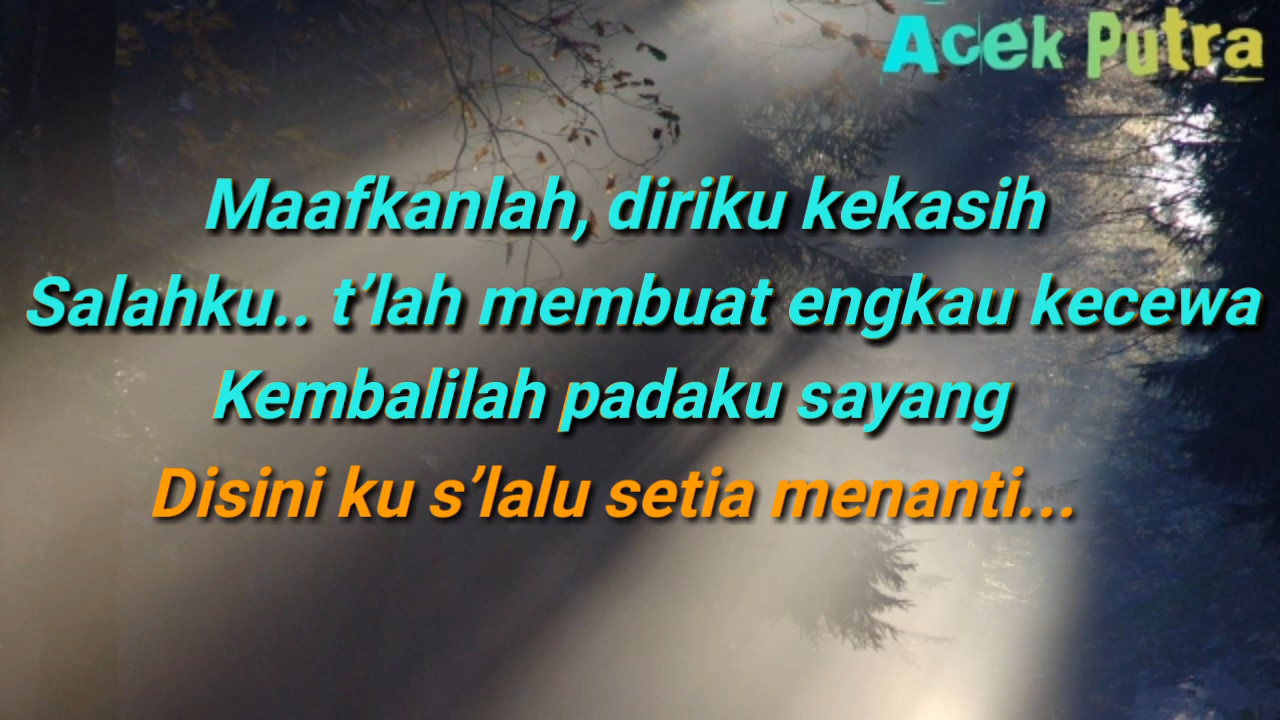 Acek Putra
Maafkanlah, diriku kekasih
Salahku.. t’lah membuat engkau kecewa
Kembalilah padaku sayang
Disini ku s’lalu setia menanti...